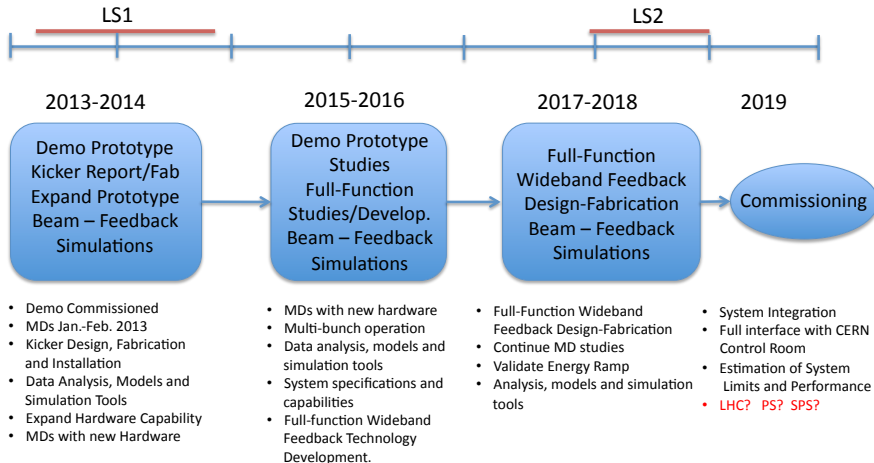 LS1
LS2
2013-2014
2015-2016
2017-2018
2019
Demo Prototype
Kicker Report/Fab
Expand Prototype
Beam – Feedback
Simulations
Demo Prototype
Studies
Full-Function
Studies/Develop.
Beam – Feedback
Simulations
Full-Function
Wideband Feedback
Design-Fabrication
Beam – Feedback
Simulations
Commissioning
• Demo Commissioned
• MDs Jan.-Feb. 2013
• Kicker Design, Fabrication
and Installation
• Data Analysis, Models and
Simulation Tools
• Expand Hardware Capability
• MDs with new Hardware
• MDs with new hardware
• Multi-bunch operation
• Data analysis, models and
simulation tools
• System specifications and
capabilities
• Full-function Wideband
Feedback Technology
Development.
• Full-Function Wideband
Feedback Design-Fabrication
• Continue MD studies
• Validate Energy Ramp
• Analysis, models and simulation
tools
• System Integration
• Full interface with CERN
Control Room
• Estimation of System
Limits and Performance
• LHC? PS? SPS?